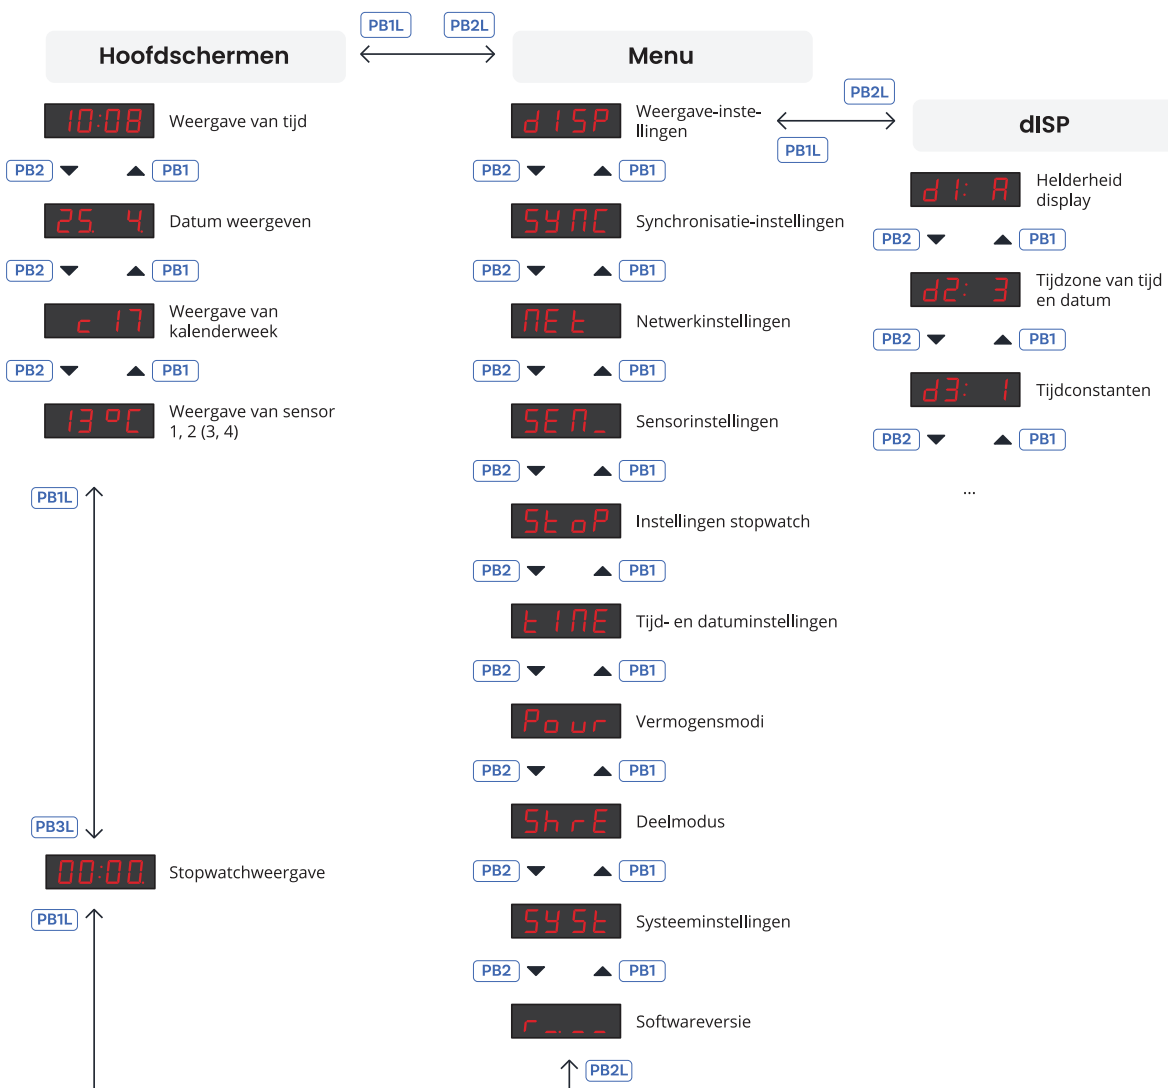 PB1L PB2L
Hoofdschermen
Menu
PB2L
PB1L
dISP
10:08 Weergave van tijd
PB2 PB1
25. 4. Datum weergeven
PB2 PB1
c 17 Weergave van
kalenderweek
PB2 PB1
13 °C Weergave van sensor
1, 2 (3, 4)
PB1L
PB3L
00:00. Stopwatchweergave
PB1L
dISP Weergave-inste-
llingen
PB2 PB1
SYNC Synchronisatie-instellingen
PB2 PB1
NEt Netwerkinstellingen
PB2 PB1
SEN_ Sensorinstellingen
PB2 PB1
StoP Instellingen stopwatch
PB2 PB1
tIME Tijd- en datuminstellingen
PB2 PB1
Pour Vermogensmodi
PB2 PB1
ShrE Deelmodus
PB2 PB1
SYSt Systeeminstellingen
PB2 PB1
r _._ _ Softwareversie
PB2L
d1: A Helderheid
display
PB2 PB1
d2: 3 Tijdzone van tijd
en datum
PB2 PB1
d3: 1 Tijdconstanten
PB2 PB1
...